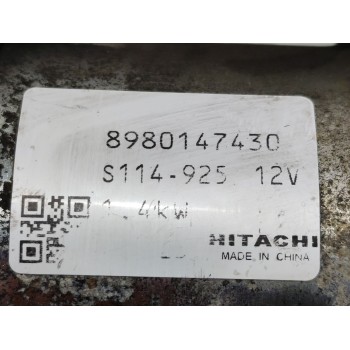 8980147430
S114-925 12V
1.4kW
HITACHI
MADE IN CHINA